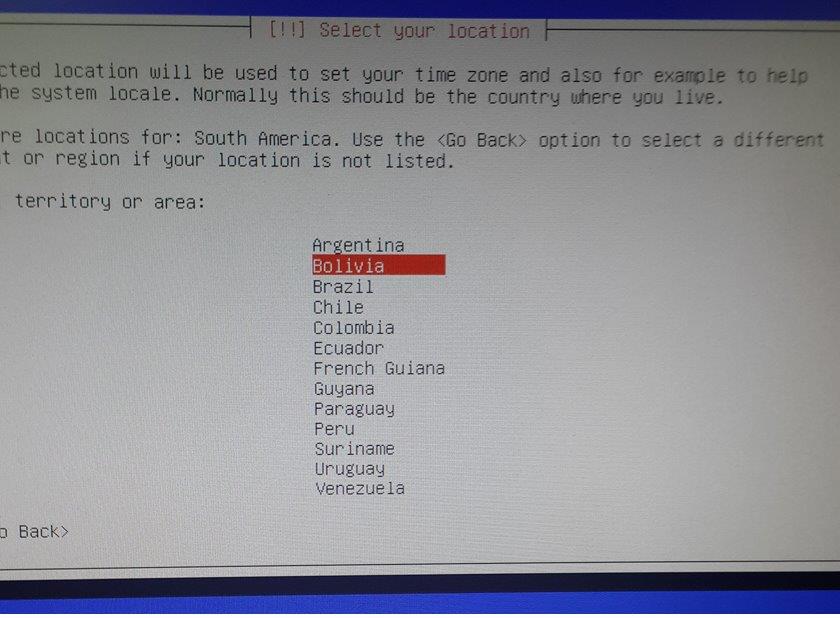 [!!] Select your location
cted location will be used to set your time zone and also for example to help
he system locale. Normally this should be the country where you live.
re locations for: South America. Use the <Go Back> option to select a different
t or region if your location is not listed.
territory or area:
Argentina
Bolivia
Brazil
Chile
Colombia
Ecuador
French Guiana
Guyana
Paraguay
Peru
Suriname
Uruguay
Venezuela
o Back>